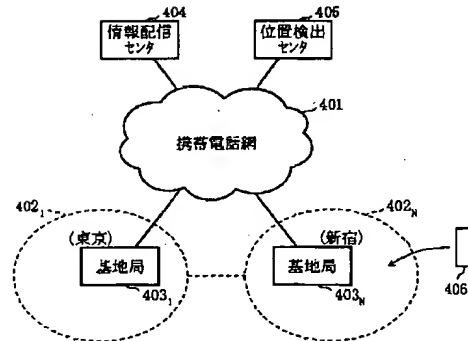 404
情報配信
センタ
405
位置検出
センタ
401
携帯電話網
402₁
(東京)
基地局
403₁
402N
(新宿)
基地局
403N
406